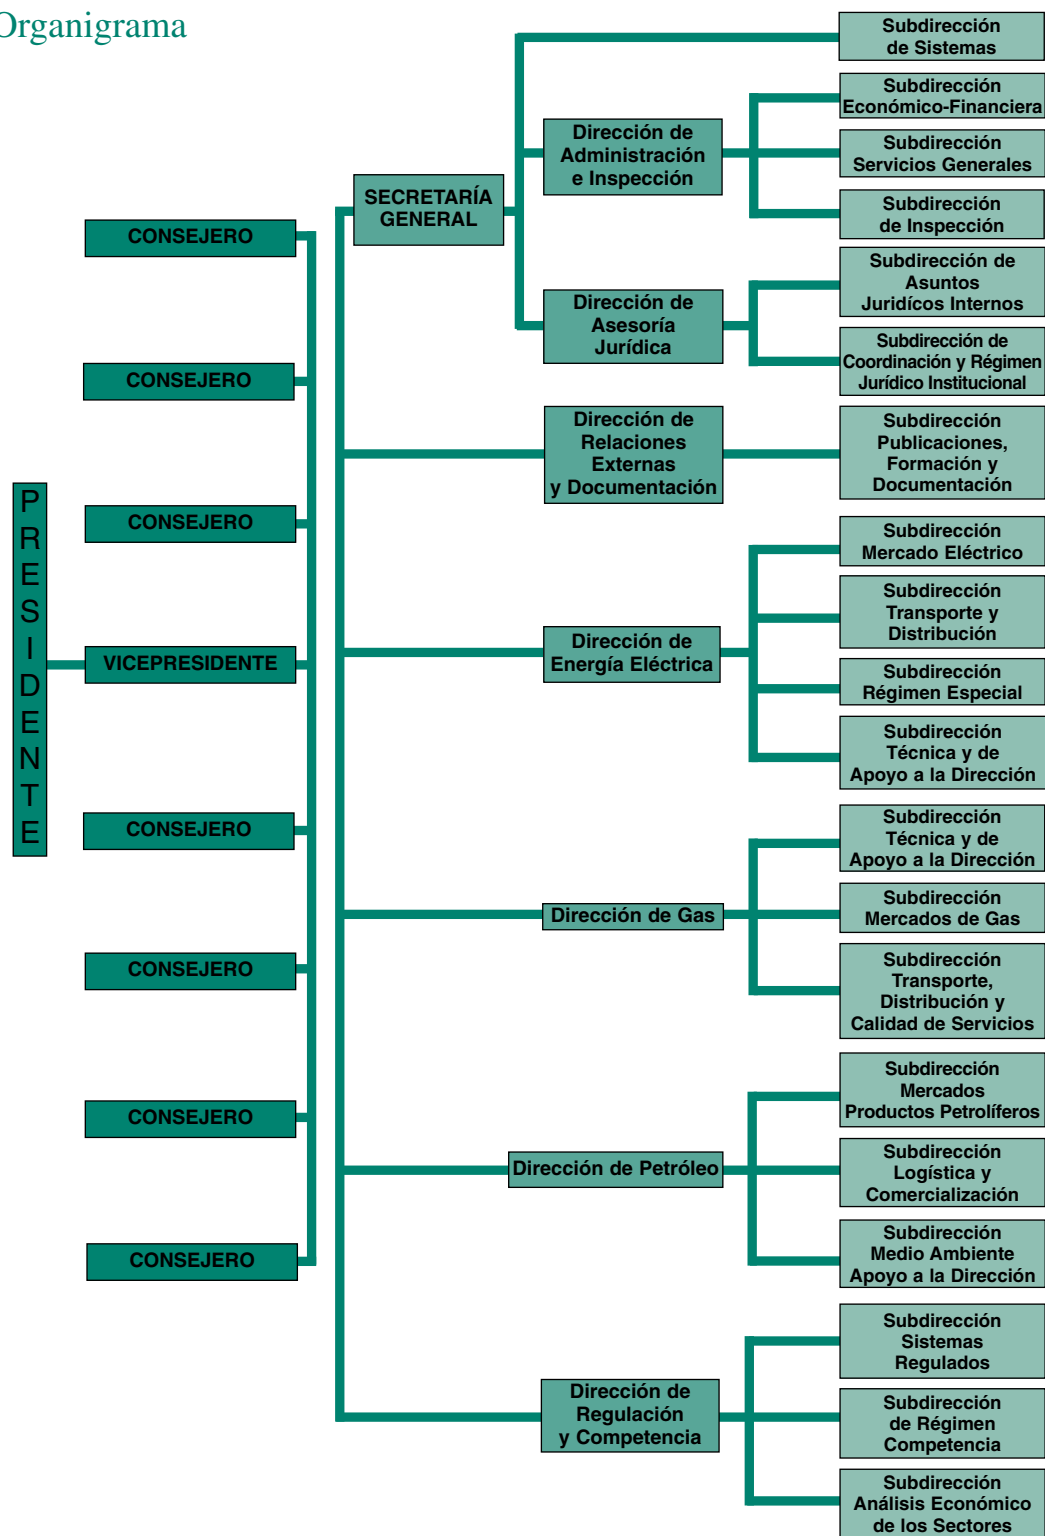 Organigrama
PRESIDENTE
CONSEJERO
CONSEJERO
CONSEJERO
VICEPRESIDENTE
CONSEJERO
CONSEJERO
CONSEJERO
CONSEJERO
SECRETARÍA
GENERAL
Subdirección
de Sistemas
Dirección de
Administración
e Inspección
Subdirección
Económico-Financiera
Subdirección
Servicios Generales
Subdirección
de Inspección
Dirección de
Asesoría
Jurídica
Subdirección de
Asuntos
Juridícos Internos
Subdirección de
Coordinación y Régimen
Jurídico Institucional
Dirección de
Relaciones
Externas
y Documentación
Subdirección
Publicaciones,
Formación y
Documentación
Dirección de
Energía Eléctrica
Subdirección
Mercado Eléctrico
Subdirección
Transporte y
Distribución
Subdirección
Régimen Especial
Subdirección
Técnica y de
Apoyo a la Dirección
Dirección de Gas
Subdirección
Técnica y de
Apoyo a la Dirección
Subdirección
Mercados de Gas
Subdirección
Transporte,
Distribución y
Calidad de Servicios
Dirección de Petróleo
Subdirección
Mercados
Productos Petrolíferos
Subdirección
Logística y
Comercialización
Subdirección
Medio Ambiente
Apoyo a la Dirección
Dirección de
Regulación
y Competencia
Subdirección
Sistemas
Regulados
Subdirección
de Régimen
Competencia
Subdirección
Análisis Económico
de los Sectores